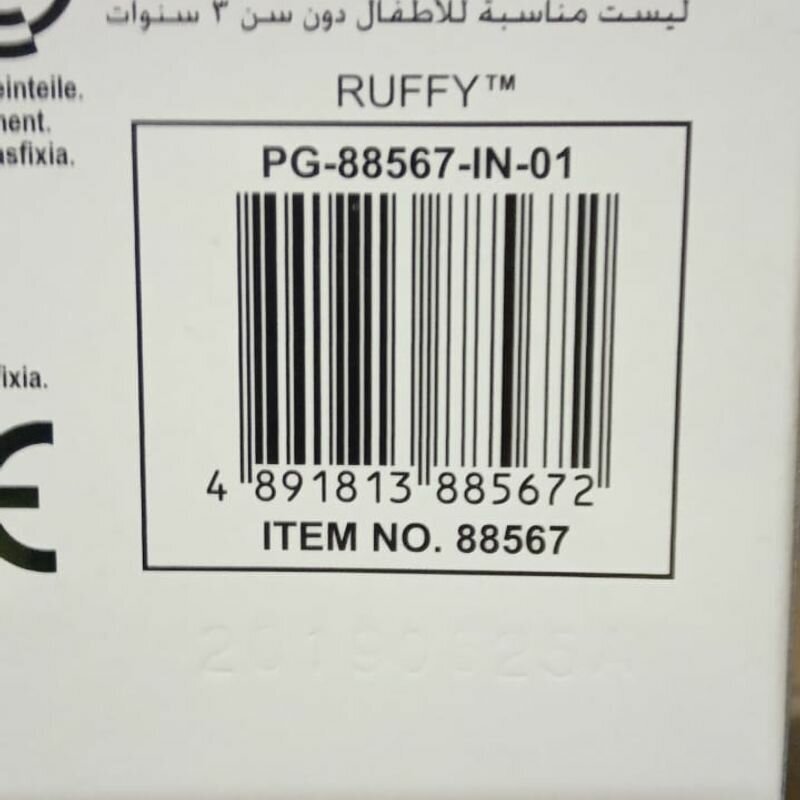 ليست مناسبة للأطفال دون سن ٣ سنوات
einteile.
RUFFY™
ment.
asfixia.
PG-88567-IN-01
fixia.
4 891813 885672
CE
ITEM NO. 88567